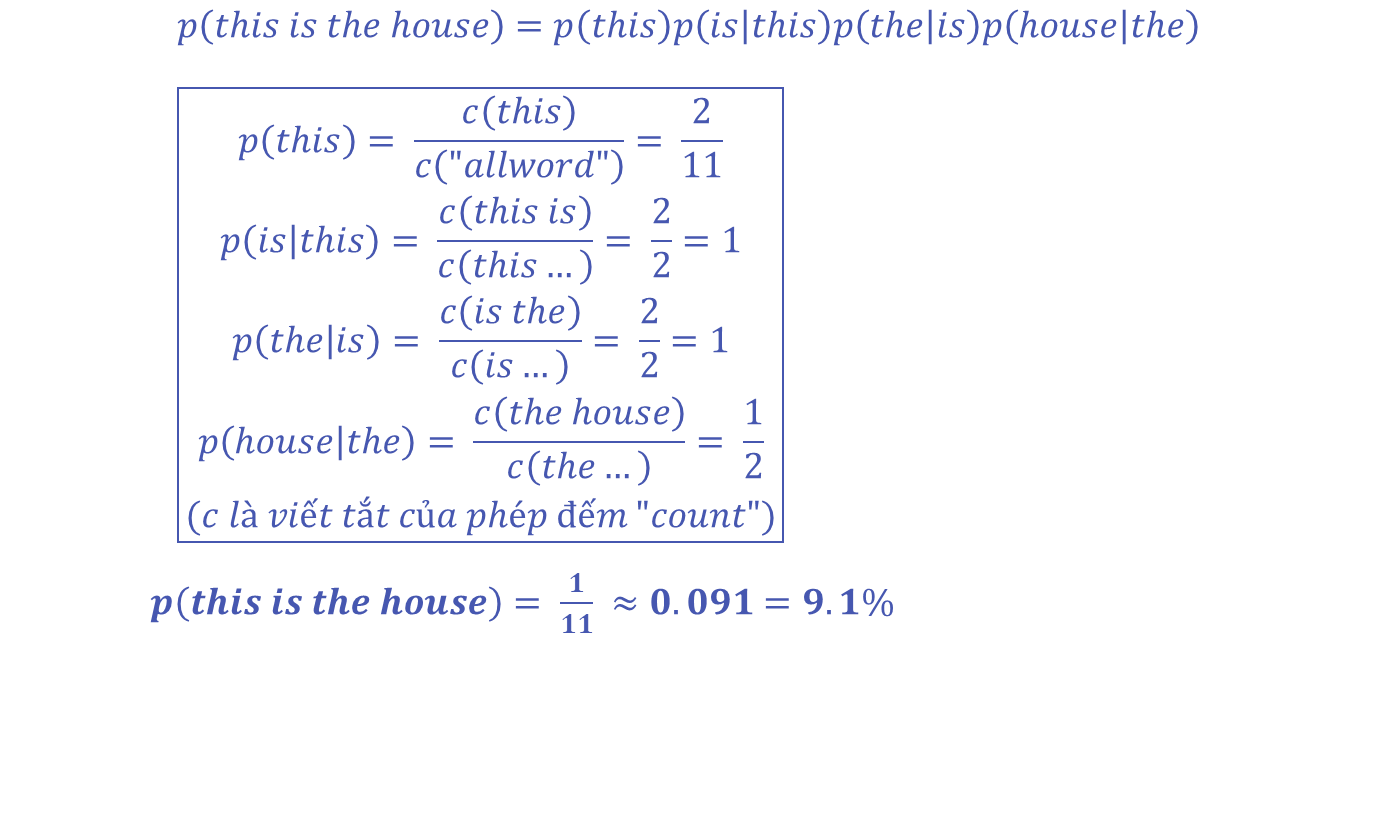 p(this is the house) = p(this)p(is|this)p(the|is)p(house|the)
p(this) = c(this) / c("allword") = 2/11
p(is|this) = c(this is) / c(this …) = 2/2 = 1
p(the|is) = c(is the) / c(is …) = 2/2 = 1
p(house|the) = c(the house) / c(the …) = 1/2
(c là viết tắt của phép đếm "count")
p(this is the house) = 1/11 ≈ 0.091 = 9.1%